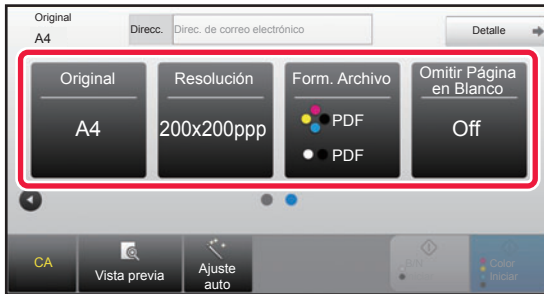 Original
A4
Direcc.
Direc. de correo electrónico
Detalle
Original
A4
Resolución
200x200ppp
Form. Archivo
PDF
PDF
Omitir Página
en Blanco
Off
CA
Vista previa
Ajuste
auto
B/N
Color
Iniciar